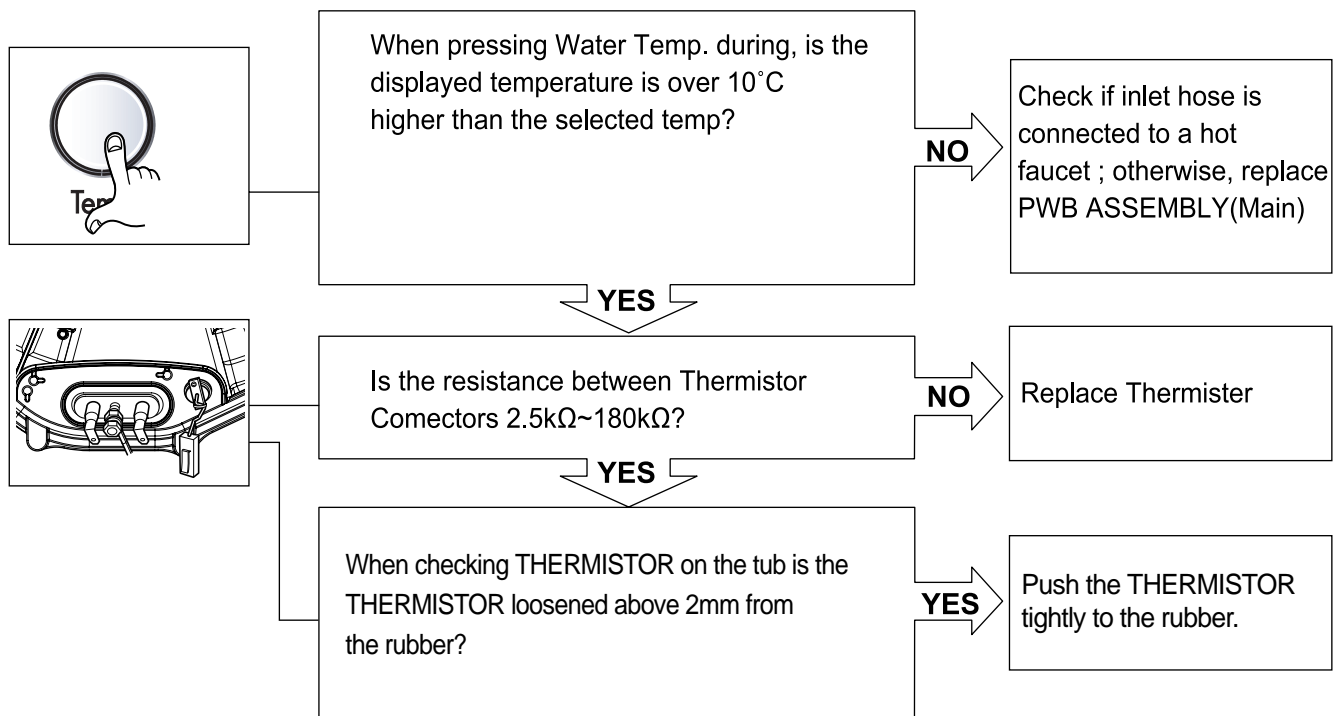 When pressing Water Temp. during, is the
displayed temperature is over 10˚C
higher than the selected temp?
NO
Check if inlet hose is
connected to a hot
faucet ; otherwise, replace
PWB ASSEMBLY(Main)
YES
Is the resistance between Thermistor
Comectors 2.5kΩ~180kΩ?
NO
Replace Thermister
YES
When checking THERMISTOR on the tub is the
THERMISTOR loosened above 2mm from
the rubber?
YES
Push the THERMISTOR
tightly to the rubber.